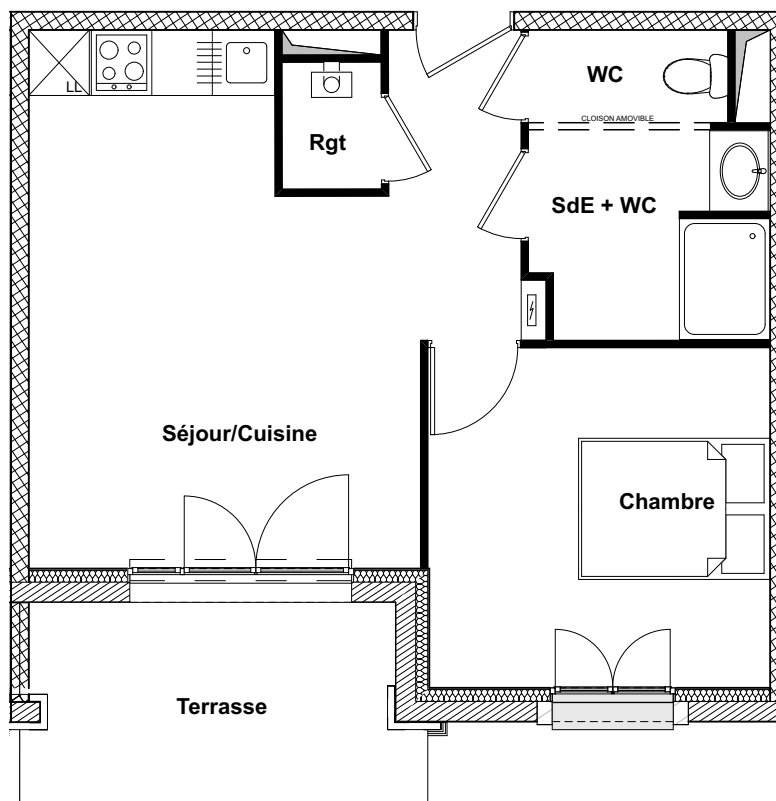 WC
LL
CLOISON AMOVIBLE
Rgt
SdE + WC
Séjour/Cuisine
Chambre
Terrasse